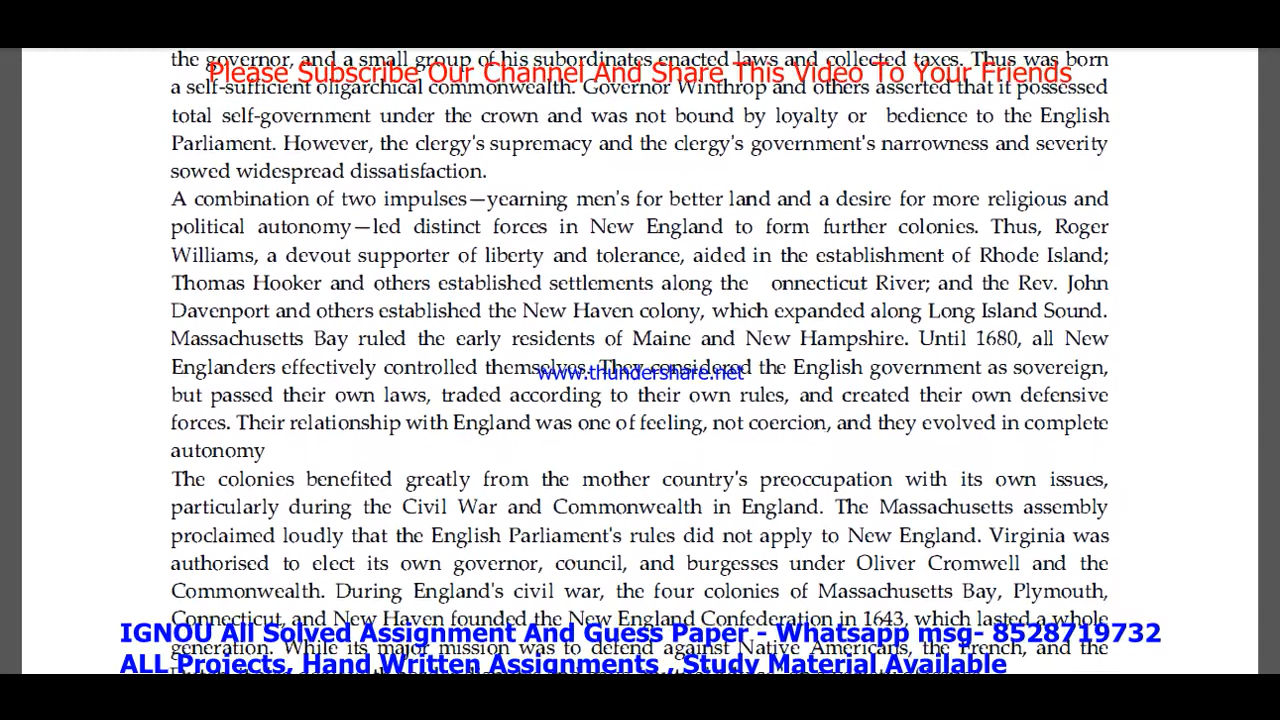 the governor, and a small group of his subordinates enacted laws and collected taxes. Thus was born
Please Subscribe Our Channel And Share This Video To Your Friends
a self-sufficient oligarchical commonwealth. Governor Winthrop and others asserted that it possessed
total self-government under the crown and was not bound by loyalty or bedience to the English
Parliament. However, the clergy's supremacy and the clergy's government's narrowness and severity
sowed widespread dissatisfaction.
A combination of two impulses—yearning men's for better land and a desire for more religious and
political autonomy—led distinct forces in New England to form further colonies. Thus, Roger
Williams, a devout supporter of liberty and tolerance, aided in the establishment of Rhode Island;
Thomas Hooker and others established settlements along the onnecticut River; and the Rev. John
Davenport and others established the New Haven colony, which expanded along Long Island Sound.
Massachusetts Bay ruled the early residents of Maine and New Hampshire. Until 1680, all New
Englanders effectively controlled themselves. They considered the English government as sovereign,
www.thundershare.net
but passed their own laws, traded according to their own rules, and created their own defensive
forces. Their relationship with England was one of feeling, not coercion, and they evolved in complete
autonomy
The colonies benefited greatly from the mother country's preoccupation with its own issues,
particularly during the Civil War and Commonwealth in England. The Massachusetts assembly
proclaimed loudly that the English Parliament's rules did not apply to New England. Virginia was
authorised to elect its own governor, council, and burgesses under Oliver Cromwell and the
Commonwealth. During England's civil war, the four colonies of Massachusetts Bay, Plymouth,
Connecticut, and New Haven founded the New England Confederation in 1643, which lasted a whole
IGNOU All Solved Assignment And Guess Paper - Whatsapp msg- 8528719732
generation. While its major mission was to defend against Native Americans, the French, and the
ALL Projects, Hand Written Assignments , Study Material Available